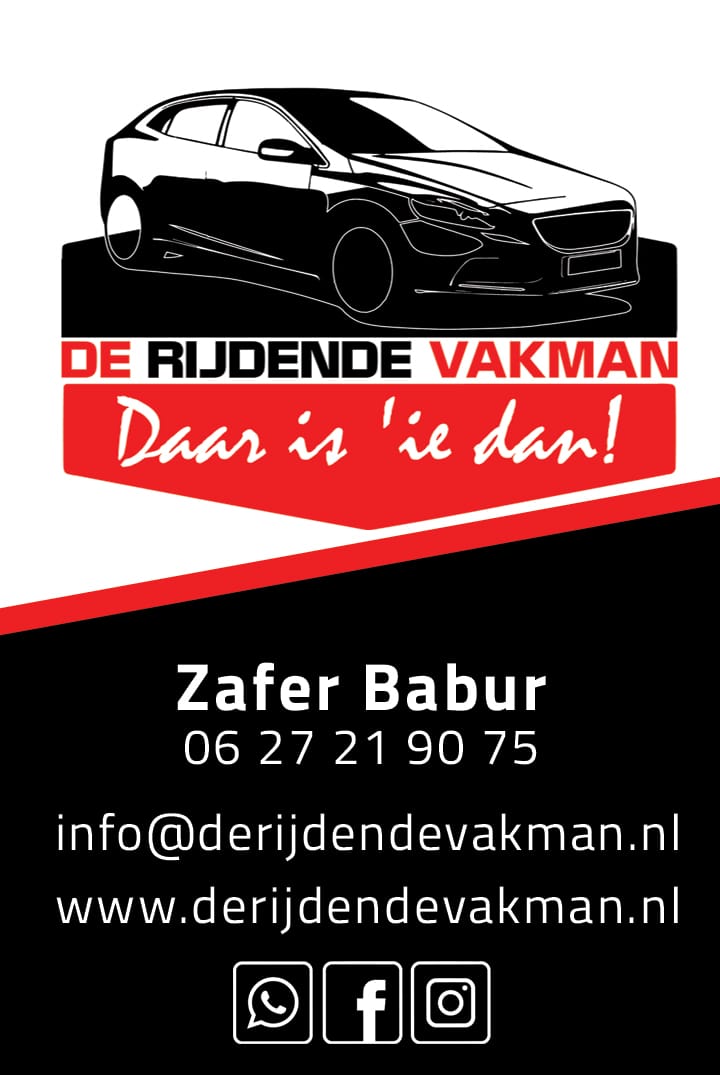 DE RIJDENDE VAKMAN
Daar is 'ie dan!
Zafer Babur
06 27 21 90 75
info@derijdendevakman.nl
www.derijdendevakman.nl